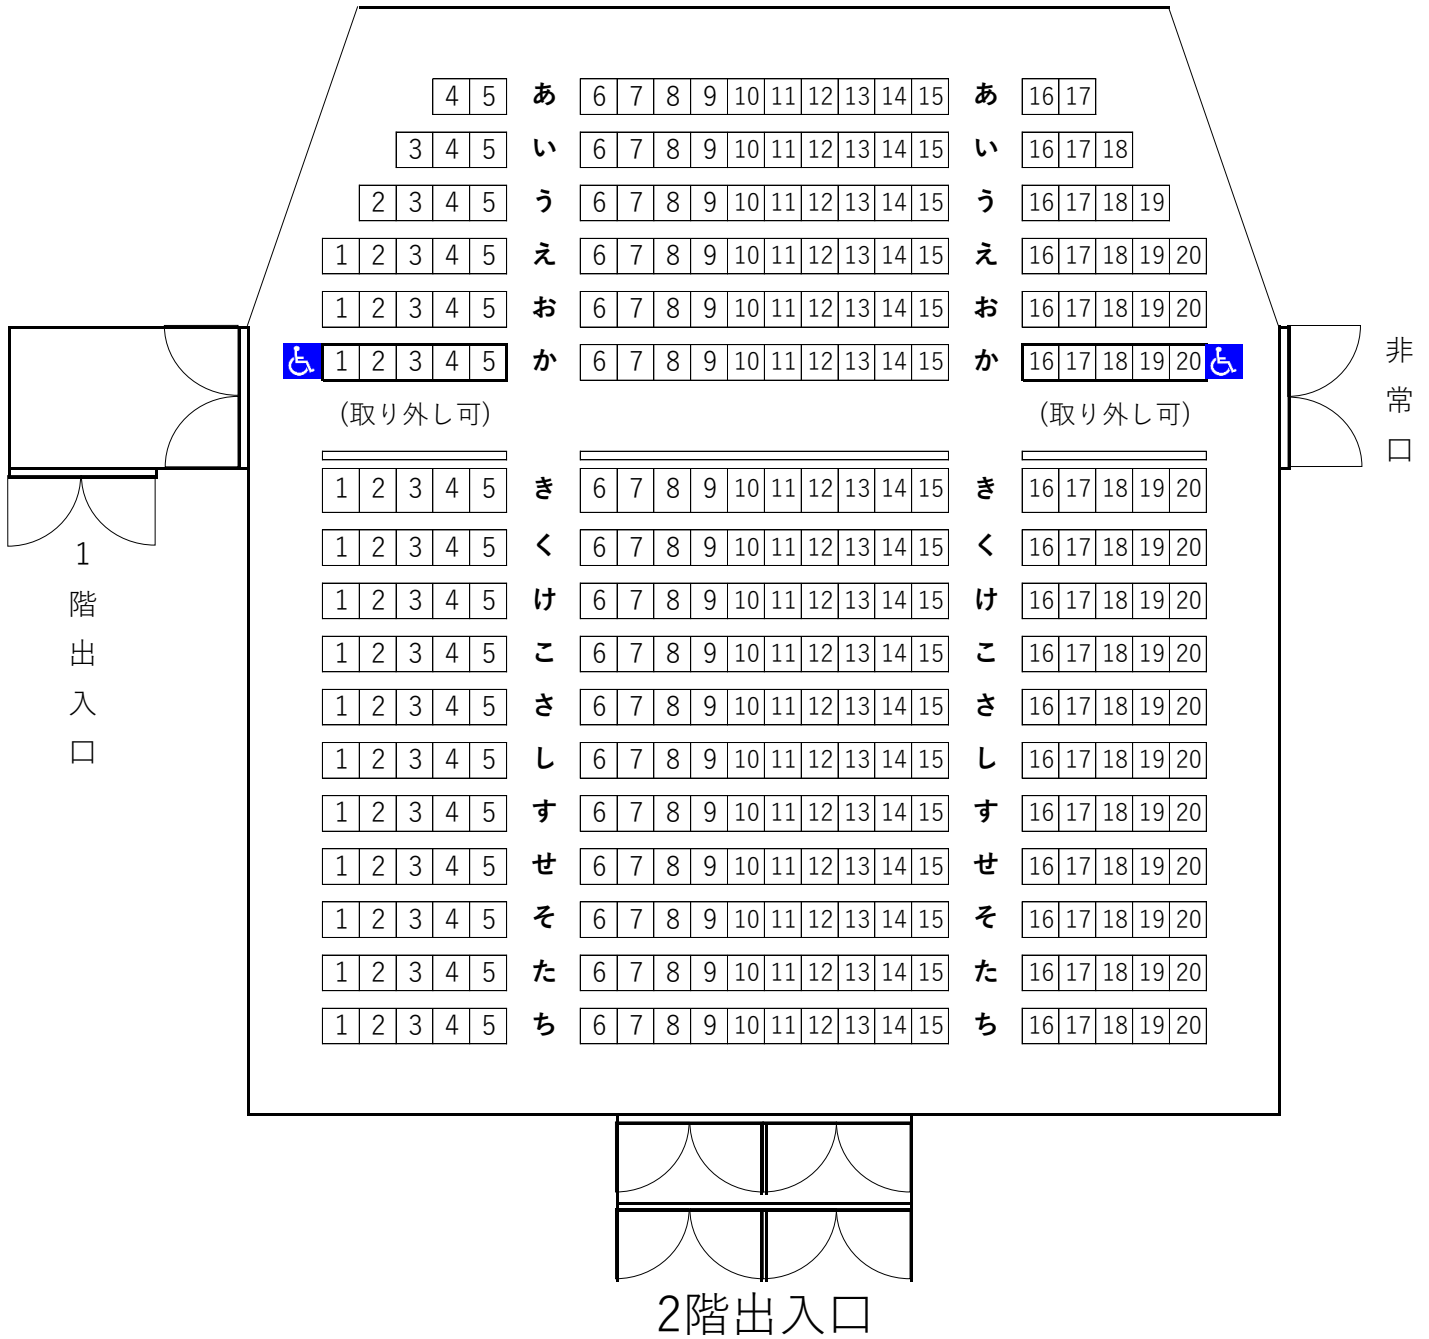 4 5 あ 6 7 8 9 10 11 12 13 14 15 あ 16 17
3 4 5 い 6 7 8 9 10 11 12 13 14 15 い 16 17 18
2 3 4 5 う 6 7 8 9 10 11 12 13 14 15 う 16 17 18 19
1 2 3 4 5 え 6 7 8 9 10 11 12 13 14 15 え 16 17 18 19 20
1 2 3 4 5 お 6 7 8 9 10 11 12 13 14 15 お 16 17 18 19 20
1 2 3 4 5 か 6 7 8 9 10 11 12 13 14 15 か 16 17 18 19 20
(取り外し可) (取り外し可)
非常口
1 2 3 4 5 き 6 7 8 9 10 11 12 13 14 15 き 16 17 18 19 20
1 2 3 4 5 く 6 7 8 9 10 11 12 13 14 15 く 16 17 18 19 20
1 2 3 4 5 け 6 7 8 9 10 11 12 13 14 15 け 16 17 18 19 20
1 2 3 4 5 こ 6 7 8 9 10 11 12 13 14 15 こ 16 17 18 19 20
1 2 3 4 5 さ 6 7 8 9 10 11 12 13 14 15 さ 16 17 18 19 20
1 2 3 4 5 し 6 7 8 9 10 11 12 13 14 15 し 16 17 18 19 20
1 2 3 4 5 す 6 7 8 9 10 11 12 13 14 15 す 16 17 18 19 20
1 2 3 4 5 せ 6 7 8 9 10 11 12 13 14 15 せ 16 17 18 19 20
1 2 3 4 5 そ 6 7 8 9 10 11 12 13 14 15 そ 16 17 18 19 20
1 2 3 4 5 た 6 7 8 9 10 11 12 13 14 15 た 16 17 18 19 20
1 2 3 4 5 ち 6 7 8 9 10 11 12 13 14 15 ち 16 17 18 19 20
1階出入口
2階出入口